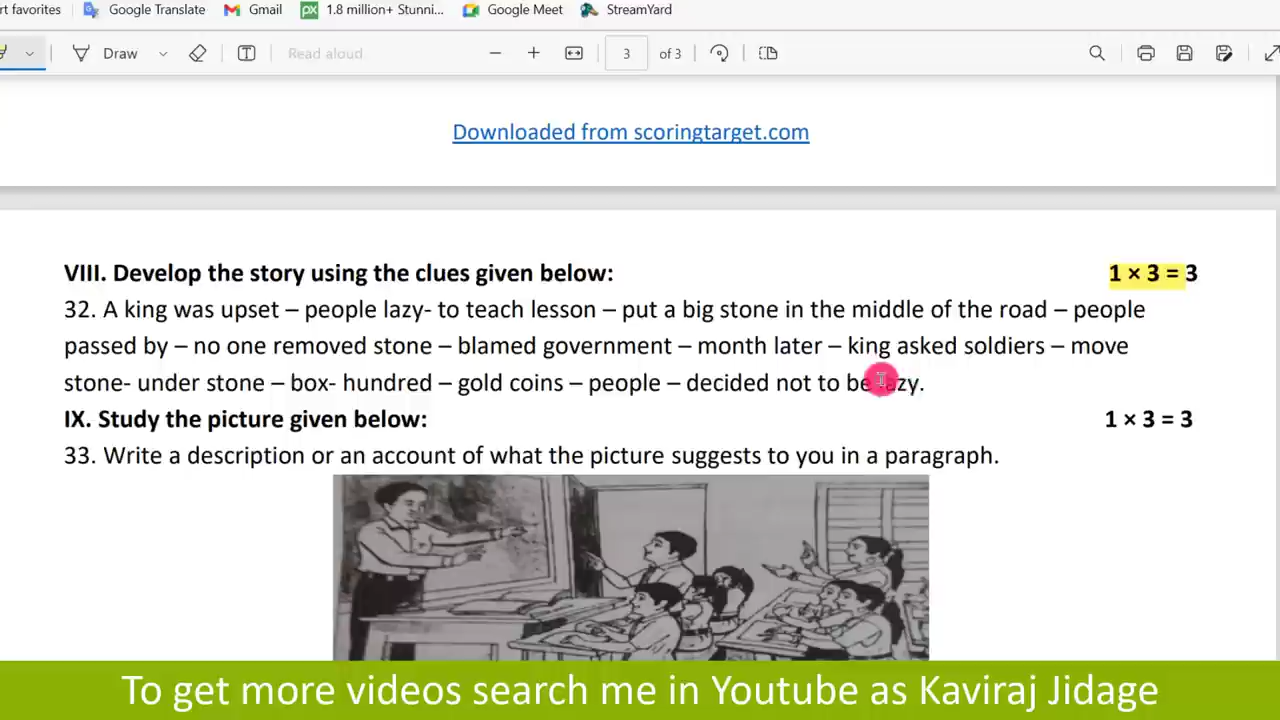 rt favorites Google Translate Gmail 1.8 million+ Stunni... Google Meet StreamYard
Draw Read aloud 3 of 3
Downloaded from scoringtarget.com
VIII. Develop the story using the clues given below: 1 × 3 = 3
32. A king was upset – people lazy- to teach lesson – put a big stone in the middle of the road – people
passed by – no one removed stone – blamed government – month later – king asked soldiers – move
stone- under stone – box- hundred – gold coins – people – decided not to be lazy.
IX. Study the picture given below: 1 × 3 = 3
33. Write a description or an account of what the picture suggests to you in a paragraph.
To get more videos search me in Youtube as Kaviraj Jidage